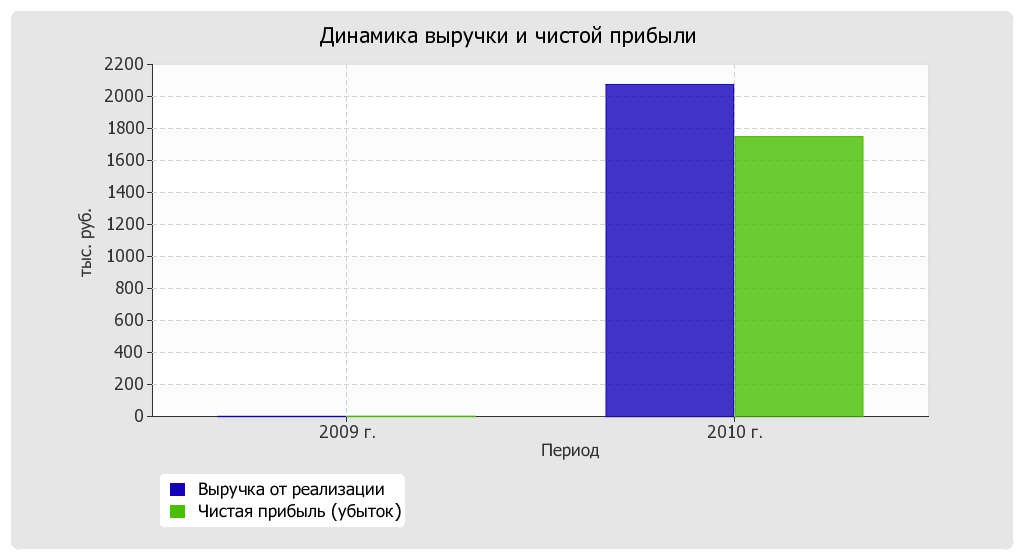 Динамика выручки и чистой прибыли
тыс. руб.
2200
2000
1800
1600
1400
1200
1000
800
600
400
200
0
2009 г.
2010 г.
Период
Выручка от реализации
Чистая прибыль (убыток)